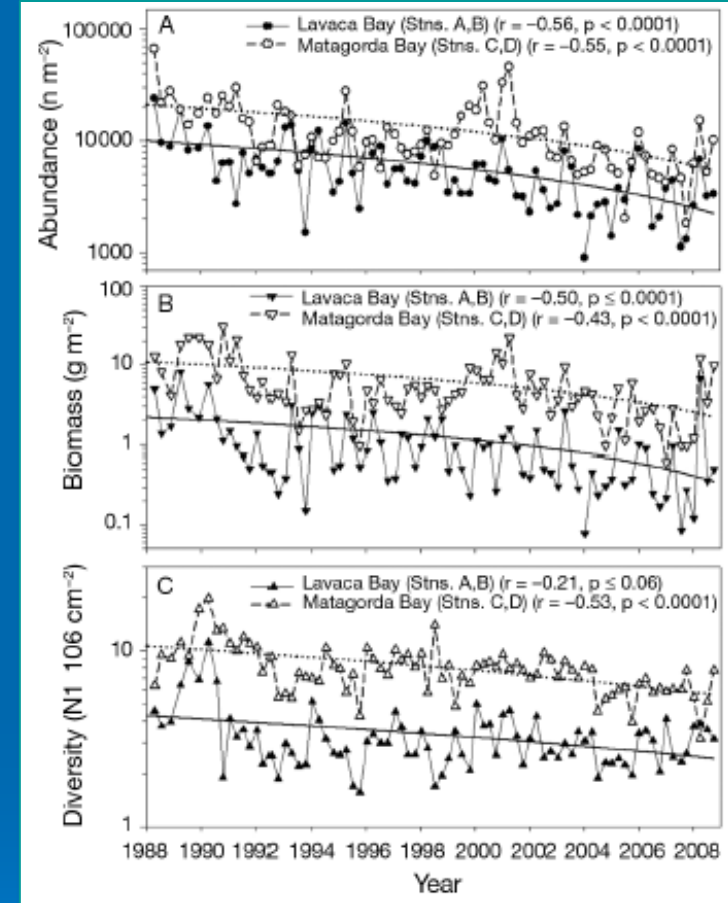 A
Lavaca Bay (Stns. A,B) (r = −0.56, p < 0.0001)
Matagorda Bay (Stns. C,D) (r = −0.55, p < 0.0001)
100000
10000
1000
Abundance (n m⁻²)
B
Lavaca Bay (Stns. A,B) (r = −0.50, p ≤ 0.0001)
Matagorda Bay (Stns. C,D) (r = −0.43, p < 0.0001)
100
10
1
0.1
Biomass (g m⁻²)
C
Lavaca Bay (Stns. A,B) (r = −0.21, p ≤ 0.06)
Matagorda Bay (Stns. C,D) (r = −0.53, p < 0.0001)
10
1
Diversity (N1 106 cm⁻²)
1988 1990 1992 1994 1996 1998 2000 2002 2004 2006 2008
Year